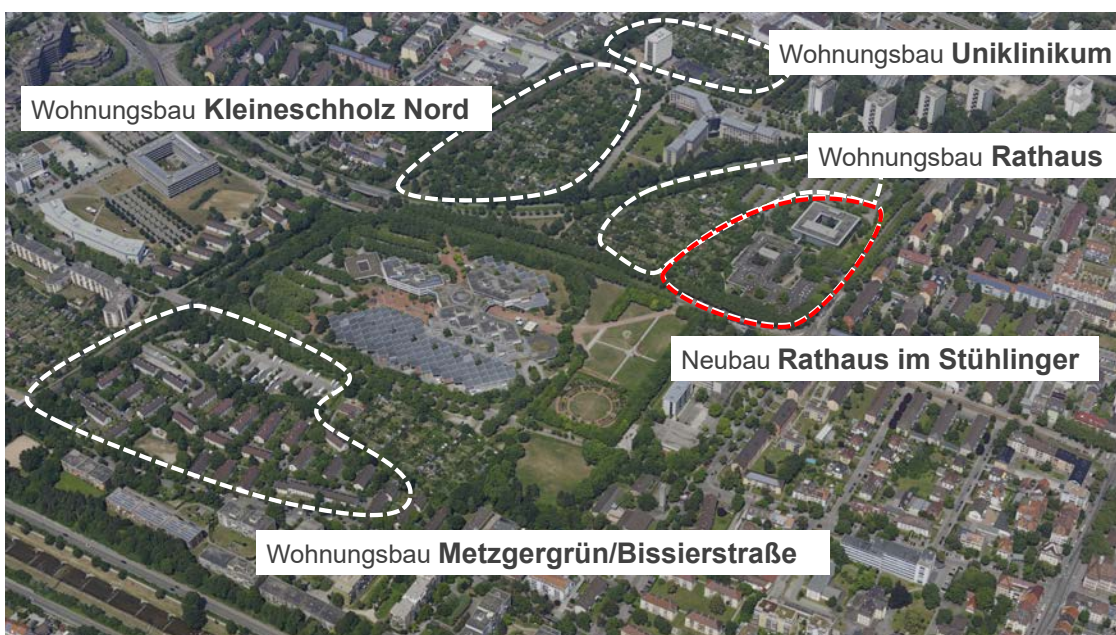 Wohnungsbau Uniklinikum
Wohnungsbau Kleineschholz Nord
Wohnungsbau Rathaus
Neubau Rathaus im Stühlinger
Wohnungsbau Metzgergrün/Bissierstraße